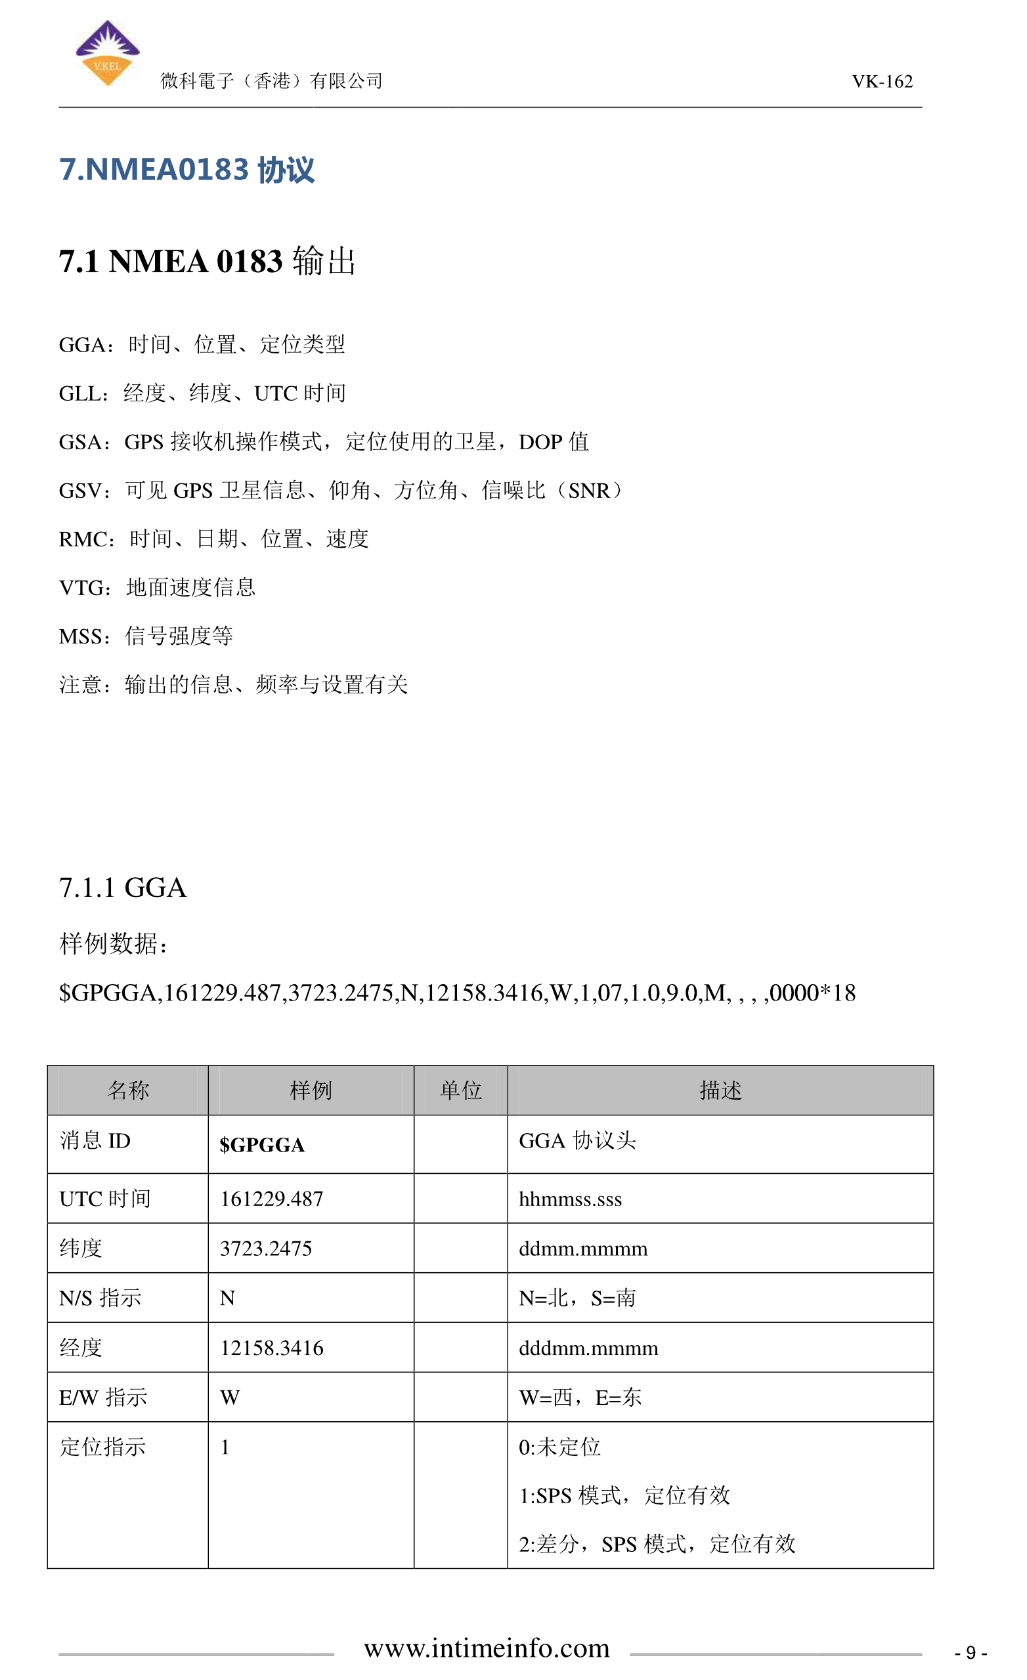 V.KEL
微科電子（香港）有限公司 VK-162
7.NMEA0183 协议
7.1 NMEA 0183 输出
GGA：时间、位置、定位类型
GLL：经度、纬度、UTC 时间
GSA：GPS 接收机操作模式，定位使用的卫星，DOP 值
GSV：可见 GPS 卫星信息、仰角、方位角、信噪比（SNR）
RMC：时间、日期、位置、速度
VTG：地面速度信息
MSS：信号强度等
注意：输出的信息、频率与设置有关
7.1.1 GGA
样例数据：
$GPGGA,161229.487,3723.2475,N,12158.3416,W,1,07,1.0,9.0,M, , , ,0000*18
名称 样例 单位 描述
消息 ID $GPGGA GGA 协议头
UTC 时间 161229.487 hhmmss.sss
纬度 3723.2475 ddmm.mmmm
N/S 指示 N N=北，S=南
经度 12158.3416 dddmm.mmmm
E/W 指示 W W=西，E=东
定位指示 1 0:未定位
1:SPS 模式，定位有效
2:差分，SPS 模式，定位有效
www.intimeinfo.com - 9 -